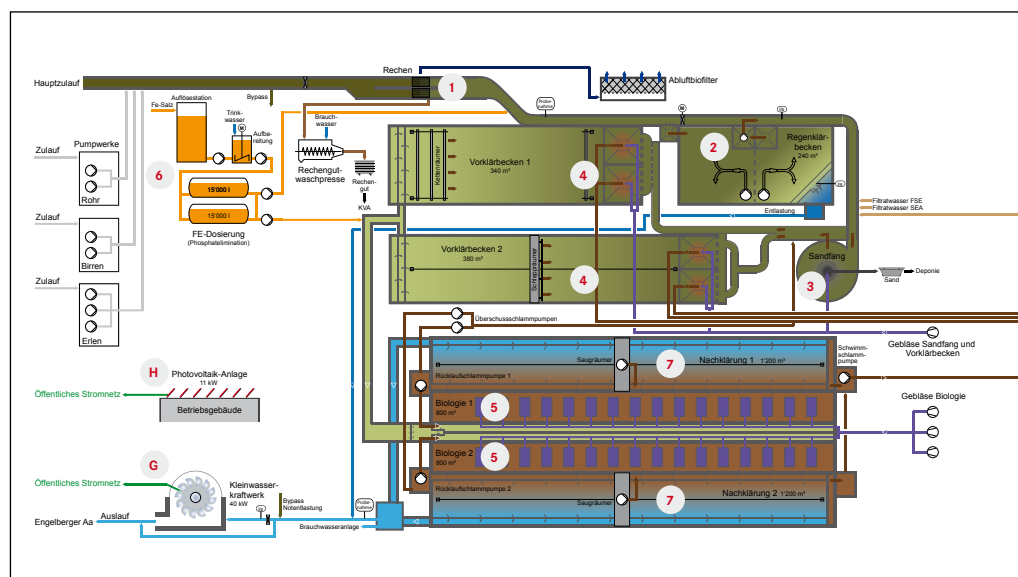 Hauptzulauf
Rechen
1
Abluftbiofilter
Bypass
Auflösestation
Fe-Salz
Trink-
wasser
M
Aufbe-
reitung
Brauch-
wasser
Probe-
nahme
M
Zulauf
Pumpwerke
Rohr
6
15'000 l
15'000 l
FE-Dosierung
(Phosphatelimination)
Rechengut-
waschpresse
Rechen-
gut
KVA
Kettenräumer
Vorklärbecken 1
340 m³
4
2
Regenklär-
becken
240 m³
Entlastung
Filtratwasser FSE
Filtratwasser SEA
Zulauf
Birren
Vorklärbecken 2
380 m³
Schieppräumer
4
Sandfang
3
Sand
Deponie
Zulauf
Erlen
Überschussschlammpumpen
Gebläse Sandfang und
Vorklärbecken
H
Photovoltaik-Anlage
11 kW
Öffentliches Stromnetz
Betriebsgebäude
Saugräumer
7
Nachklärung 1 1'200 m³
Schwimm-
schlamm-
pumpe
Rücklaufschlammpumpe 1
Biologie 1
800 m³
5
Gebläse Biologie
Biologie 2
800 m³
5
G
Öffentliches Stromnetz
Kleinwasser-
kraftwerk
40 kW
Rücklaufschlammpumpe 2
Saugräumer
7
Nachklärung 2 1'200 m³
Bypass
Notentlastung
Probe-
nahme
Engelberger Aa
Auslauf
Brauchwasseranlage